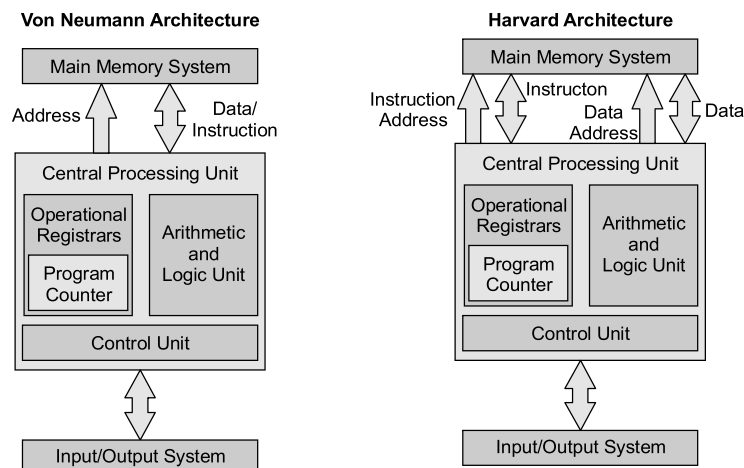 Von Neumann Architecture
Main Memory System
Address
Data/
Instruction
Central Processing Unit
Operational
Registrars
Program
Counter
Arithmetic
and
Logic Unit
Control Unit
Input/Output System
Harvard Architecture
Main Memory System
Instruction
Address
Instructon
Data
Address
Data
Central Processing Unit
Operational
Registrars
Program
Counter
Arithmetic
and
Logic Unit
Control Unit
Input/Output System